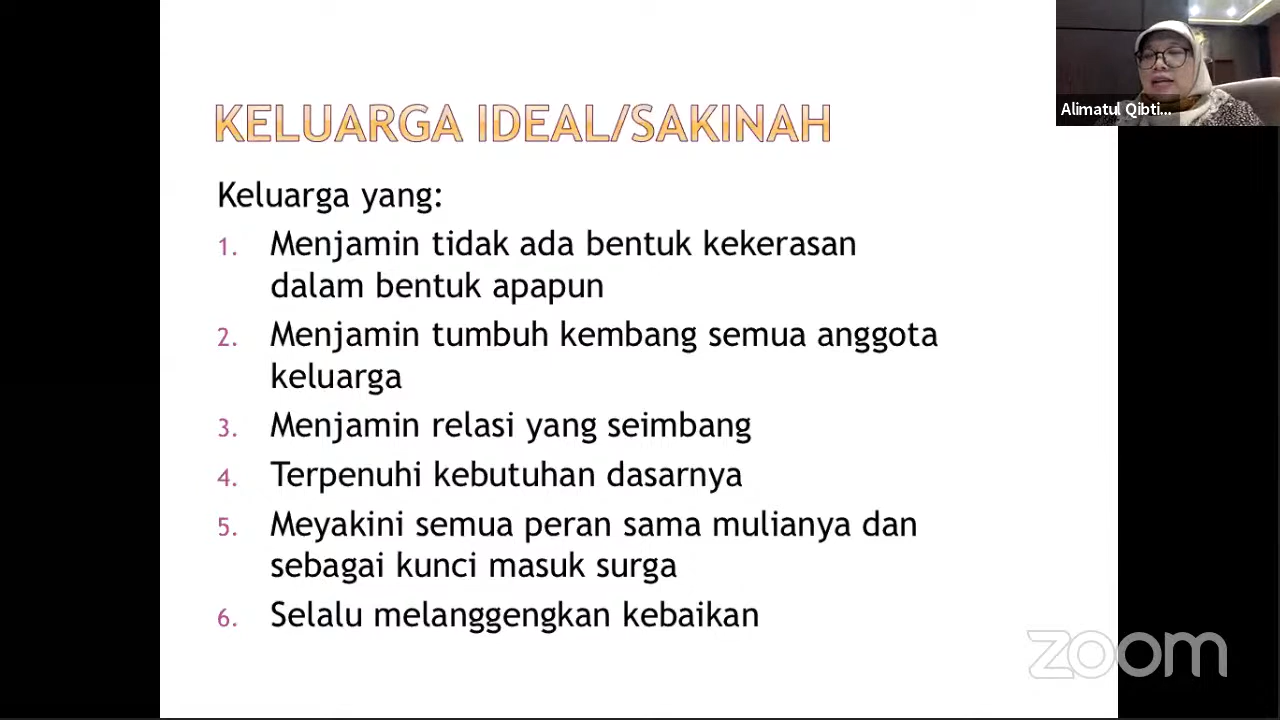 KELUARGA IDEAL/SAKINAH
Keluarga yang:
1. Menjamin tidak ada bentuk kekerasan
dalam bentuk apapun
2. Menjamin tumbuh kembang semua anggota
keluarga
3. Menjamin relasi yang seimbang
4. Terpenuhi kebutuhan dasarnya
5. Meyakini semua peran sama mulianya dan
sebagai kunci masuk surga
6. Selalu melanggengkan kebaikan
Alimatul Qibti...
zoom